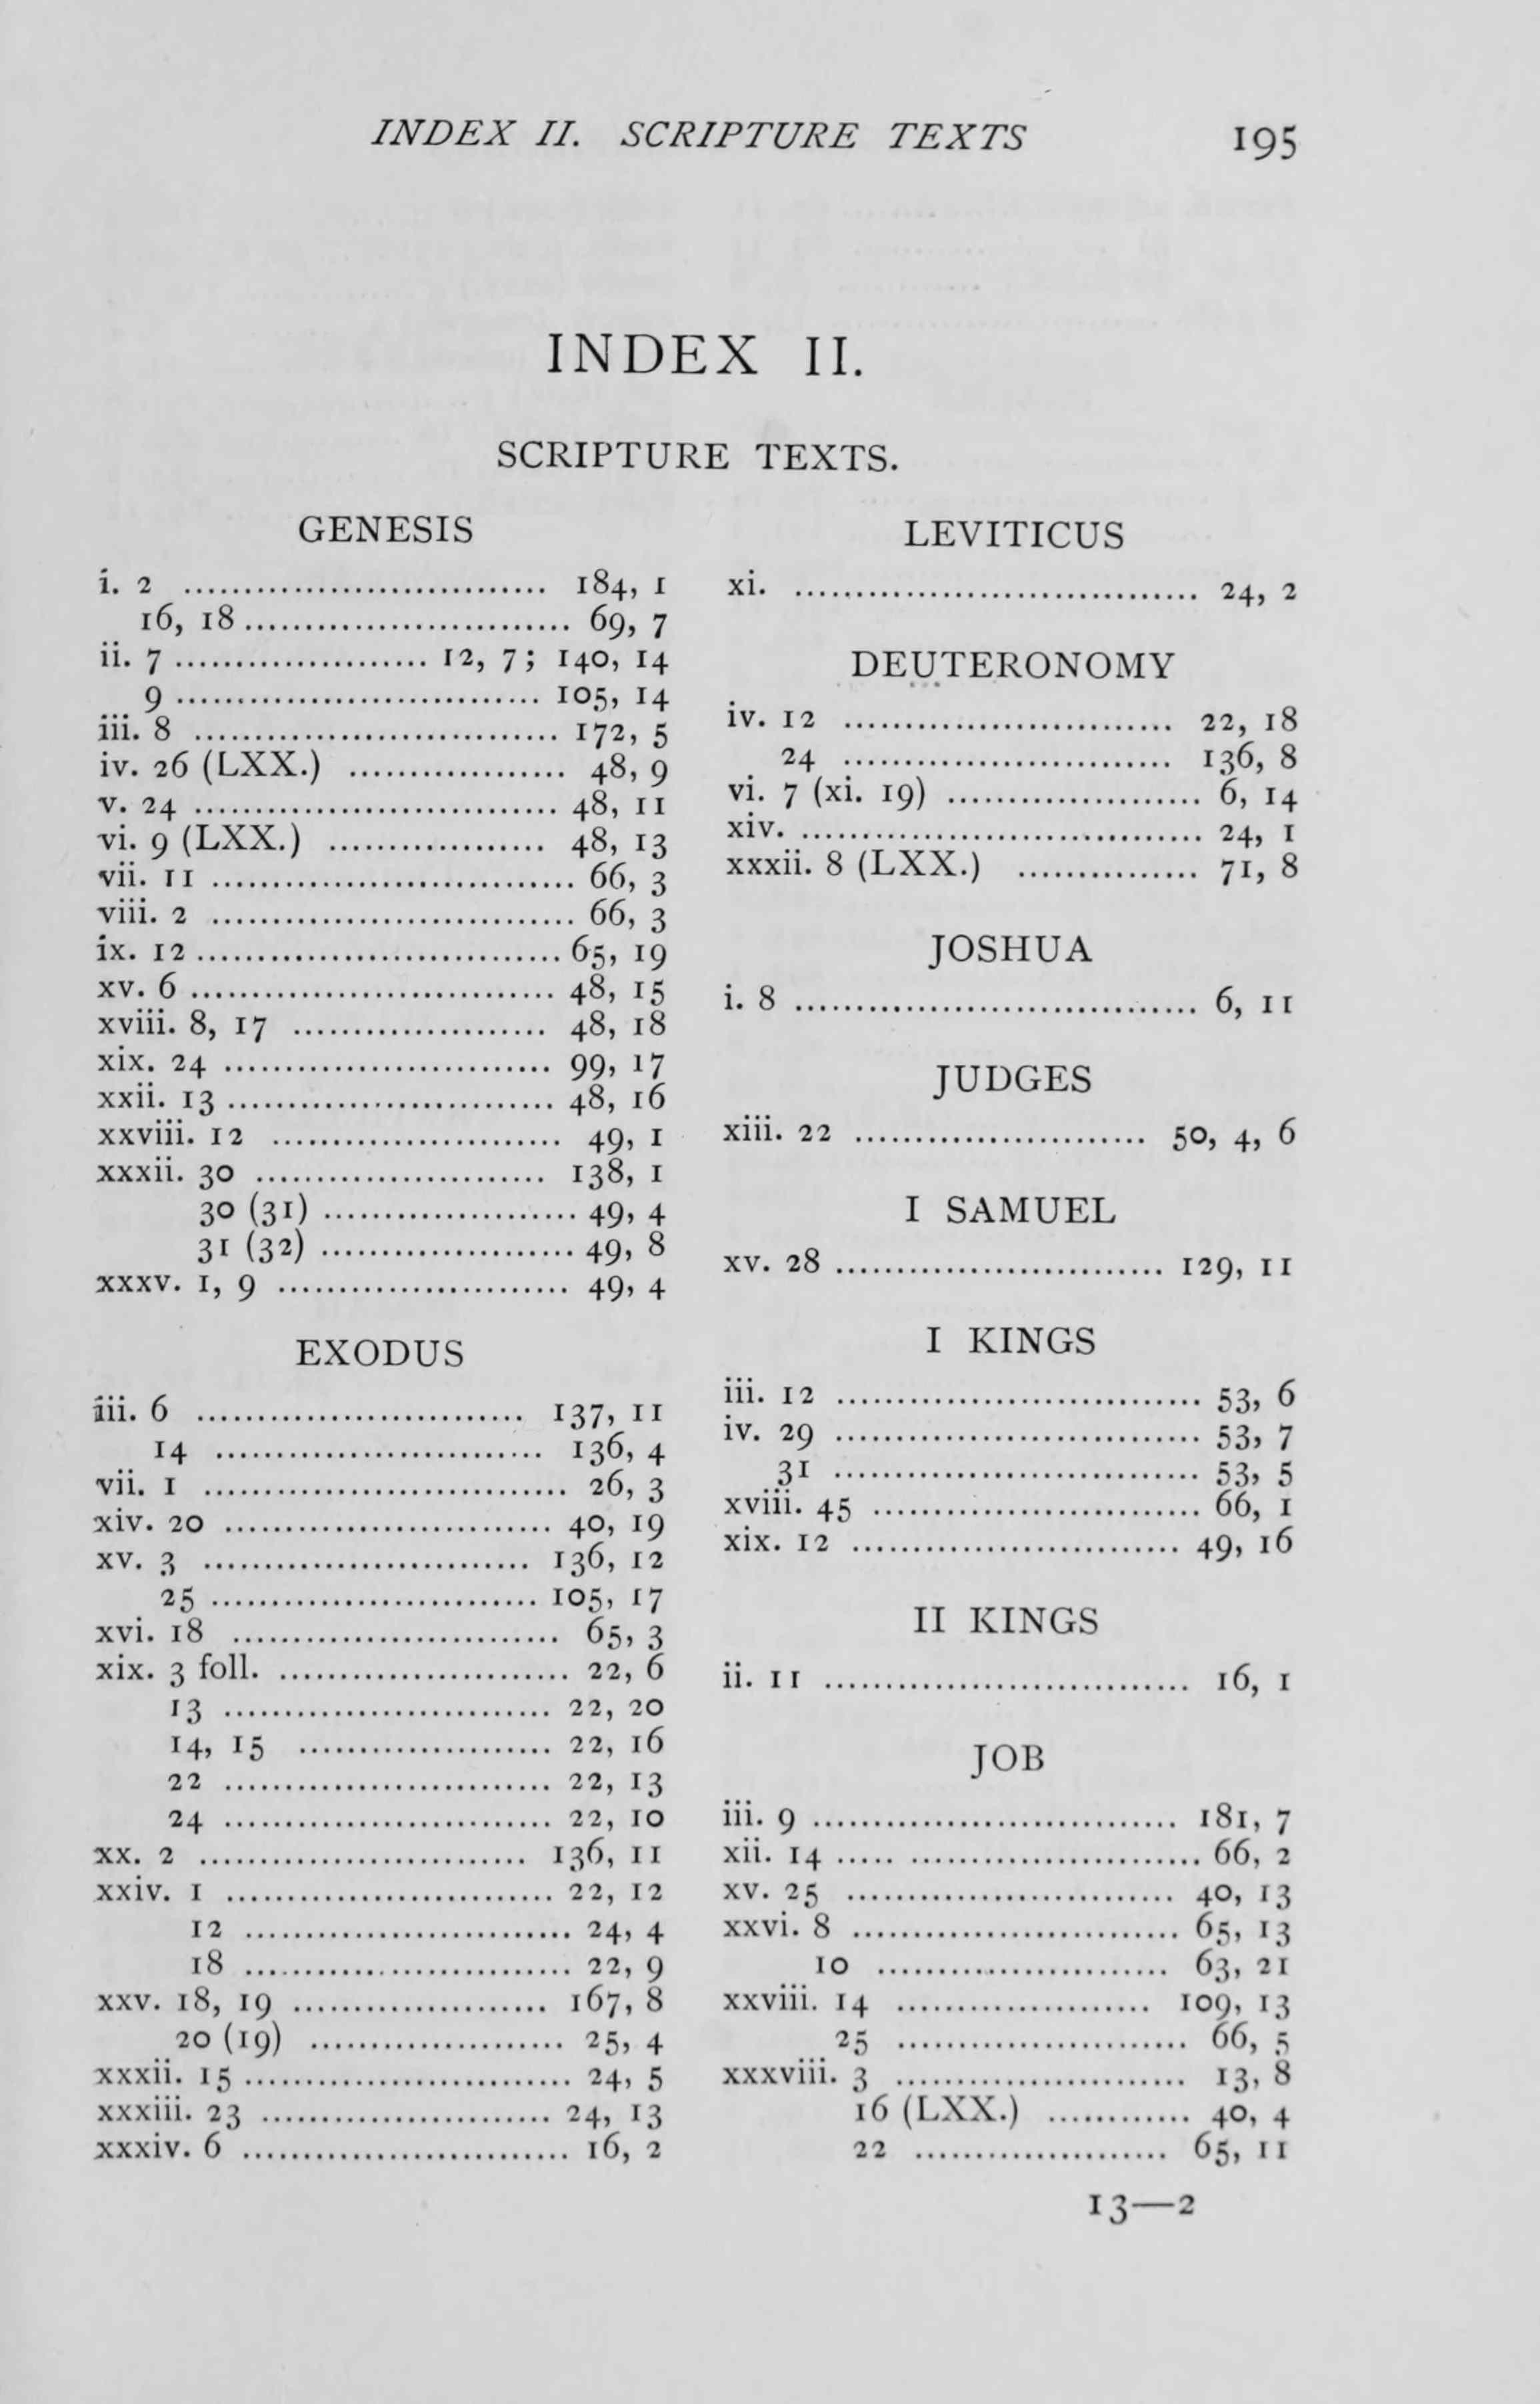 INDEX II. SCRIPTURE TEXTS 195
INDEX II.
SCRIPTURE TEXTS.
GENESIS
i. 2 .............................. 184, 1
16, 18 ........................... 69, 7
ii. 7 ..................... 12, 7; 140, 14
9 .............................. 105, 14
iii. 8 .............................. 172, 5
iv. 26 (LXX.) .................. 48, 9
v. 24 .............................. 48, 11
vi. 9 (LXX.) .................. 48, 13
vii. 11 .............................. 66, 3
viii. 2 .............................. 66, 3
ix. 12 .............................. 65, 19
xv. 6 .............................. 48, 15
xviii. 8, 17 ..................... 48, 18
xix. 24 ........................... 99, 17
xxii. 13 ........................... 48, 16
xxviii. 12 ........................ 49, 1
xxxii. 30 ........................ 138, 1
30 (31) ..................... 49, 4
31 (32) ..................... 49, 8
xxxv. 1, 9 ........................ 49, 4
EXODUS
iii. 6 ........................... 137, 11
14 ........................... 136, 4
vii. 1 .............................. 26, 3
xiv. 20 ........................... 40, 19
xv. 3 ........................... 136, 12
25 ........................... 105, 17
xvi. 18 ........................... 65, 3
xix. 3 foll. ........................ 22, 6
13 ........................... 22, 20
14, 15 ..................... 22, 16
22 ........................... 22, 13
24 ........................... 22, 10
xx. 2 ........................... 136, 11
xxiv. 1 ........................... 22, 12
12 ........................... 24, 4
18 ........................... 22, 9
xxv. 18, 19 ..................... 167, 8
20 (19) ..................... 25, 4
xxxii. 15 ........................... 24, 5
xxxiii. 23 ........................ 24, 13
xxxiv. 6 ........................... 16, 2
LEVITICUS
xi. ................................. 24, 2
DEUTERONOMY
iv. 12 ........................... 22, 18
24 ........................... 136, 8
vi. 7 (xi. 19) ..................... 6, 14
xiv. ................................. 24, 1
xxxii. 8 (LXX.) ............... 71, 8
JOSHUA
i. 8 ................................. 6, 11
JUDGES
xiii. 22 ........................ 50, 4, 6
I SAMUEL
xv. 28 ........................... 129, 11
I KINGS
iii. 12 .............................. 53, 6
iv. 29 .............................. 53, 7
31 .............................. 53, 5
xviii. 45 ........................... 66, 1
xix. 12 ........................... 49, 16
II KINGS
ii. 11 .............................. 16, 1
JOB
iii. 9 .............................. 181, 7
xii. 14 .............................. 66, 2
xv. 25 ........................... 40, 13
xxvi. 8 ........................... 65, 13
10 ........................ 63, 21
xxviii. 14 ..................... 109, 13
25 ........................ 66, 5
xxxviii. 3 ........................ 13, 8
16 (LXX.) ............ 40, 4
22 ..................... 65, 11
13—2